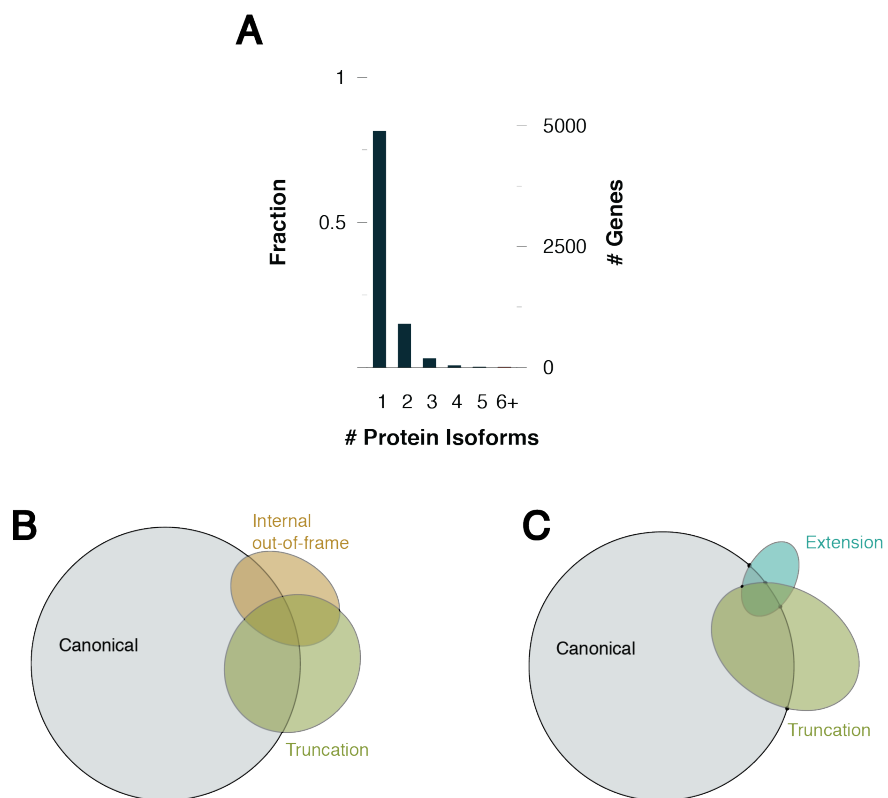 A
1
0.5
Fraction
5000
2500
0
# Genes
1 2 3 4 5 6+
# Protein Isoforms
B
Internal
out-of-frame
Canonical
Truncation
C
Extension
Canonical
Truncation